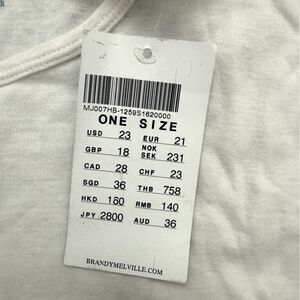 MJ007HB-1259S1620000
ONE SIZE
USD 23 EUR 21
GBP 18 NOK SEK 231
CAD 28 CHF 23
SGD 36 THB 758
HKD 180 RMB 140
JPY 2800 AUD 36
BRANDYMELVILLE.COM